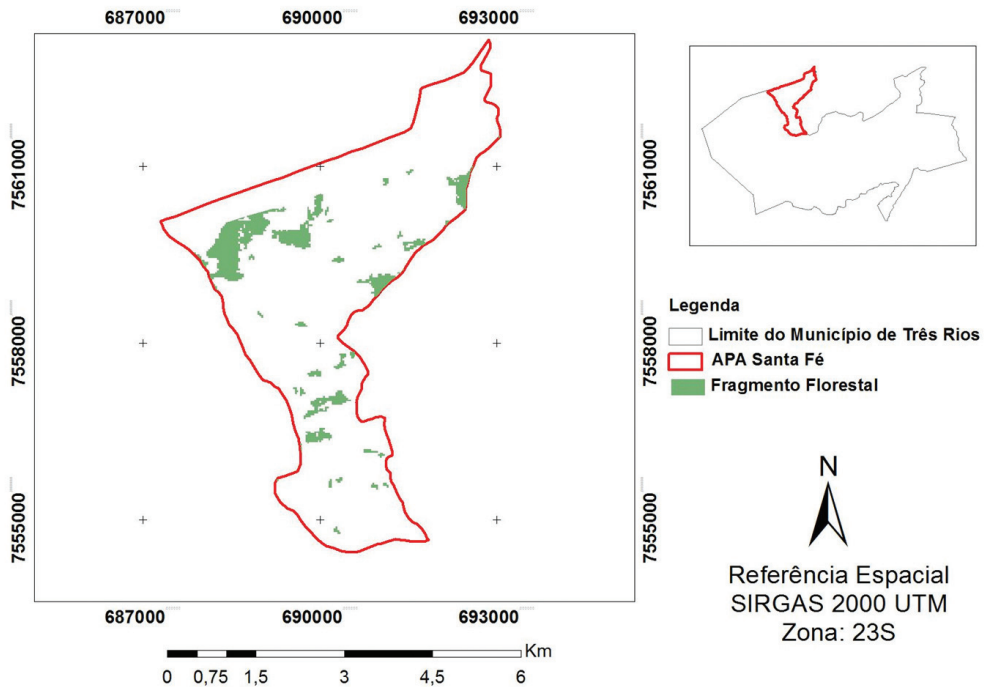 687000 690000 693000
7561000
7558000
7555000
7561000
7558000
7555000
687000 690000 693000
Km
0 0,75 1,5 3 4,5 6
Legenda
Limite do Município de Três Rios
APA Santa Fé
Fragmento Florestal
N
Referência Espacial
SIRGAS 2000 UTM
Zona: 23S